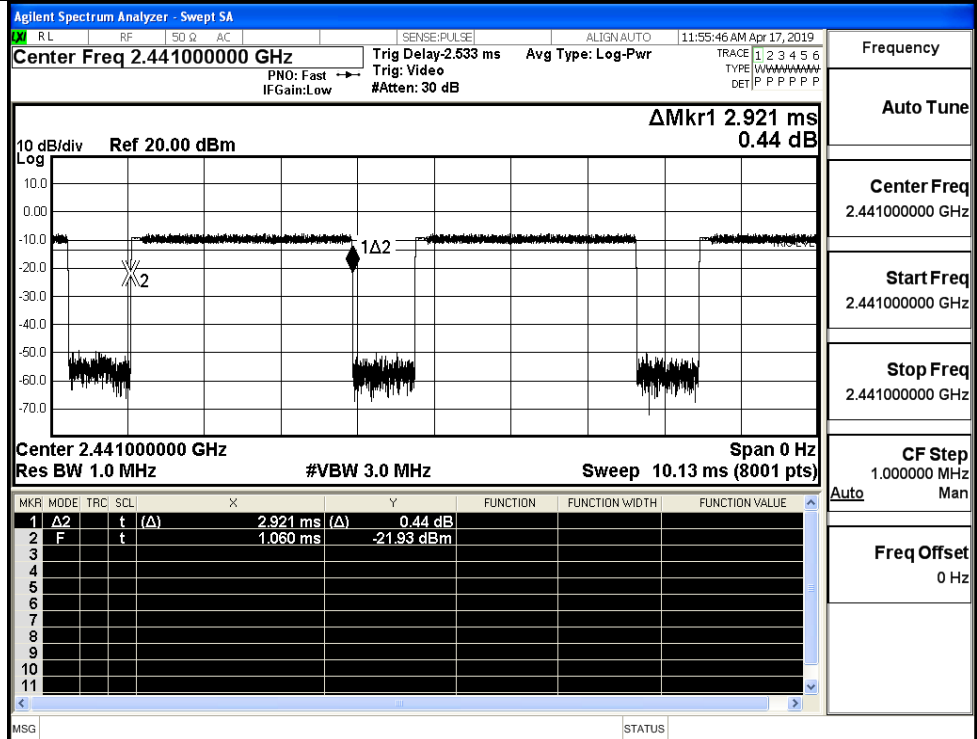 Agilent Spectrum Analyzer - Swept SA
LXI RL RF 50 Ω AC SENSE:PULSE ALIGN AUTO 11:55:46 AM Apr 17, 2019
Center Freq 2.441000000 GHz
PNO: Fast
IFGain:Low
Trig Delay-2.533 ms
Trig: Video
#Atten: 30 dB
Avg Type: Log-Pwr
TRACE 1 2 3 4 5 6
TYPE WWWWWW
DET P P P P P P
ΔMkr1 2.921 ms
0.44 dB
10 dB/div Ref 20.00 dBm
Log
10.0
0.00
-10.0
-20.0
-30.0
-40.0
-50.0
-60.0
-70.0
1Δ2
2
Center 2.441000000 GHz Span 0 Hz
Res BW 1.0 MHz #VBW 3.0 MHz Sweep 10.13 ms (8001 pts)
MKR MODE TRC SCL X Y FUNCTION FUNCTION WIDTH FUNCTION VALUE
1 Δ2 t (Δ) 2.921 ms (Δ) 0.44 dB
2 F t 1.060 ms -21.93 dBm
3
4
5
6
7
8
9
10
11
MSG STATUS
Frequency
Auto Tune
Center Freq
2.441000000 GHz
Start Freq
2.441000000 GHz
Stop Freq
2.441000000 GHz
CF Step
1.000000 MHz
Auto Man
Freq Offset
0 Hz